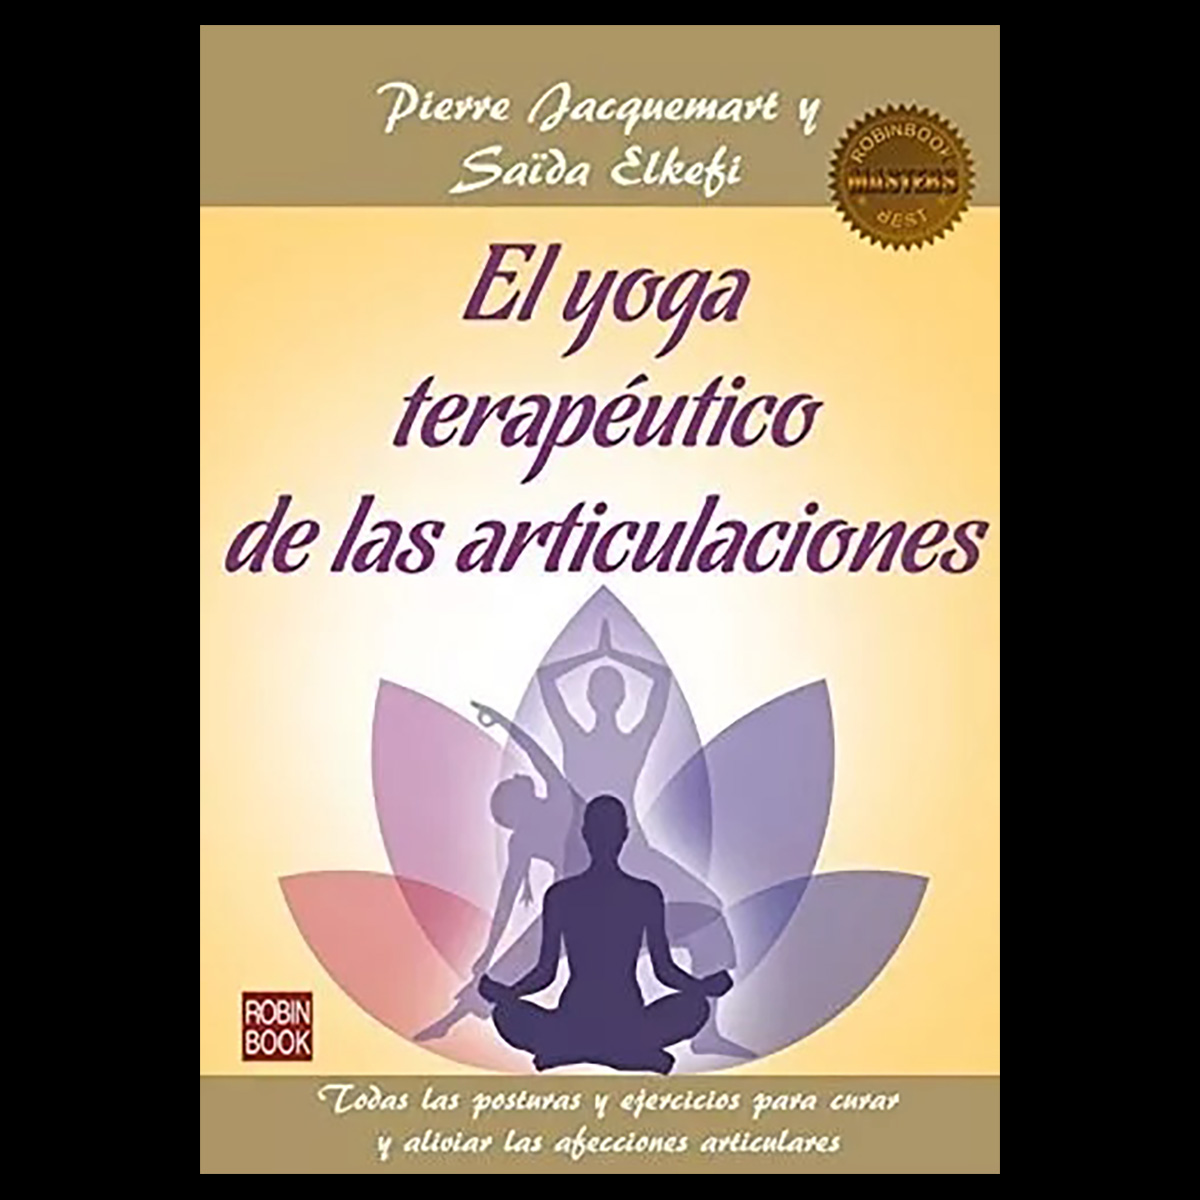 Pierre Jacquemart y
Saïda Elkefi
ROBINBOOK
MASTERS
BEST
El yoga
terapéutico
de las articulaciones
ROBIN
BOOK
Todas las posturas y ejercicios para curar
y aliviar las afecciones articulares